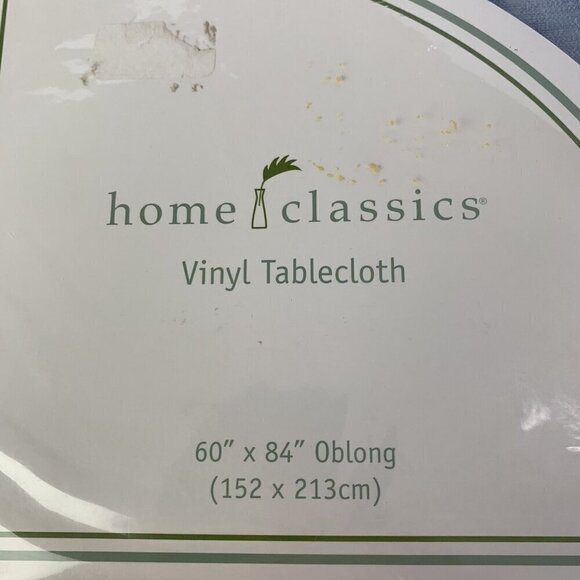 home classics®
Vinyl Tablecloth
60” x 84” Oblong
(152 x 213cm)